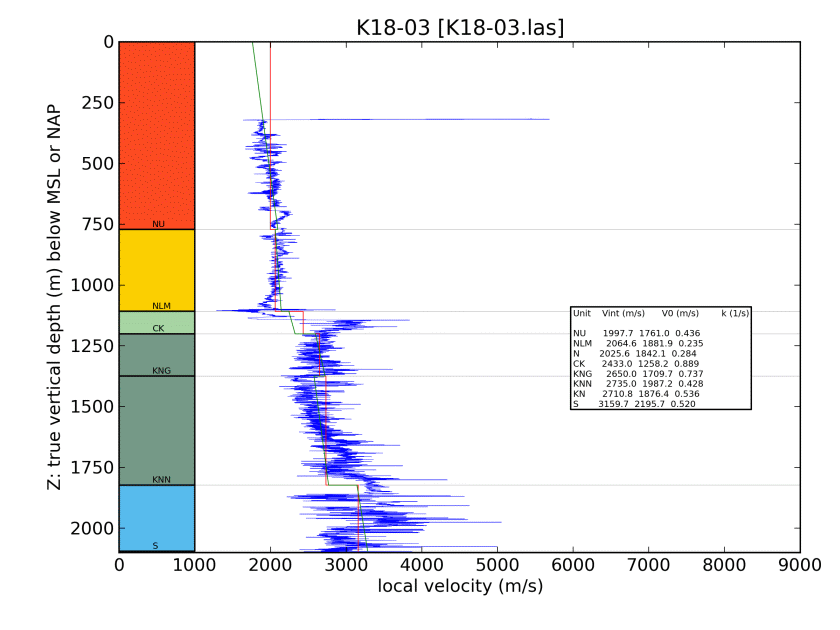 K18-03 [K18-03.las]
0
250
500
750
1000
1250
1500
1750
2000
Z: true vertical depth (m) below MSL or NAP
NU
NLM
CK
KNG
KNN
S
Unit Vint (m/s) V0 (m/s) k (1/s)
NU 1997.7 1761.0 0.436
NLM 2064.6 1881.9 0.235
N 2025.6 1842.1 0.284
CK 2433.0 1258.2 0.889
KNG 2650.0 1709.7 0.737
KNN 2735.0 1987.2 0.428
KN 2710.8 1876.4 0.536
S 3159.7 2195.7 0.520
0 1000 2000 3000 4000 5000 6000 7000 8000 9000
local velocity (m/s)